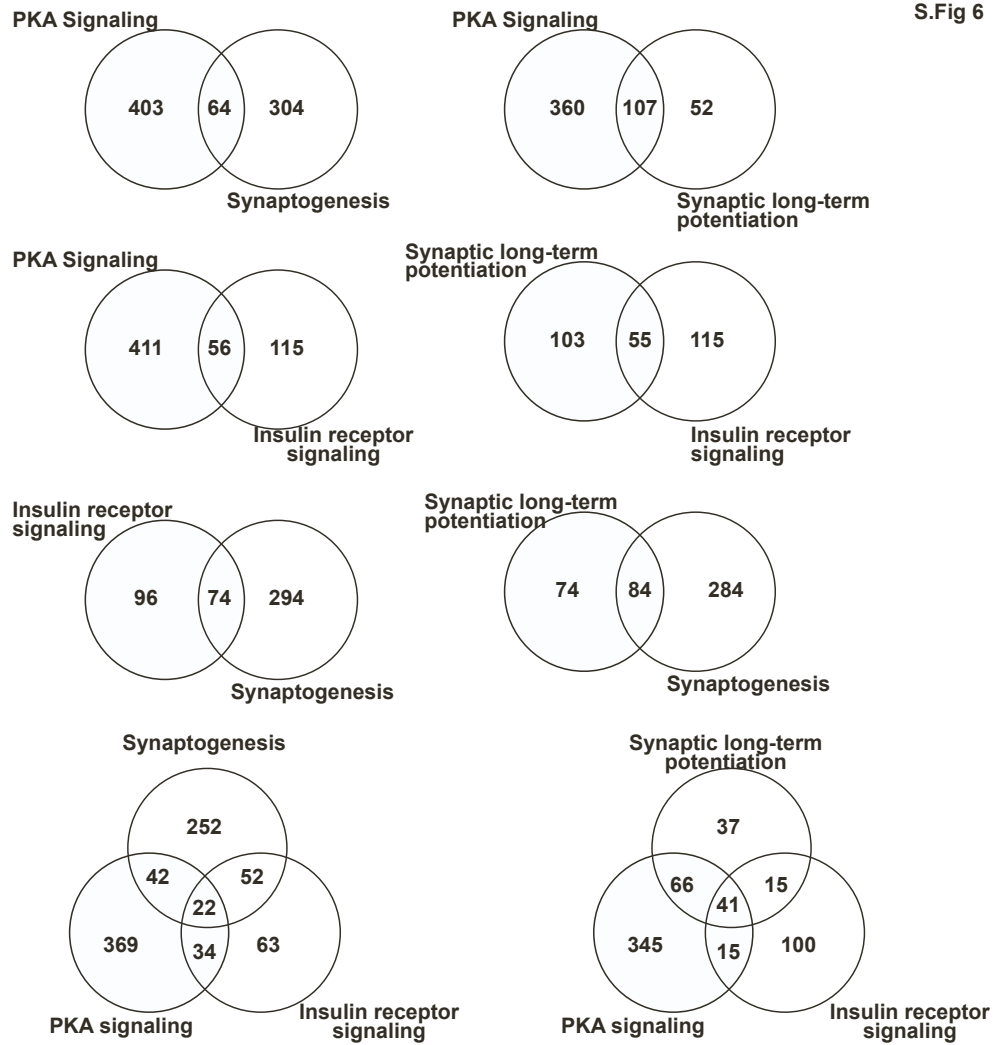 S.Fig 6
PKA Signaling
403
64
304
Synaptogenesis
PKA Signaling
360
107
52
Synaptic long-term
potentiation
PKA Signaling
411
56
115
Insulin receptor
signaling
Synaptic long-term
potentiation
103
55
115
Insulin receptor
signaling
Insulin receptor
signaling
96
74
294
Synaptogenesis
Synaptic long-term
potentiation
74
84
284
Synaptogenesis
Synaptogenesis
252
42
52
22
369
34
63
PKA signaling
Insulin receptor
signaling
Synaptic long-term
potentiation
37
66
15
41
345
15
100
PKA signaling
Insulin receptor
signaling